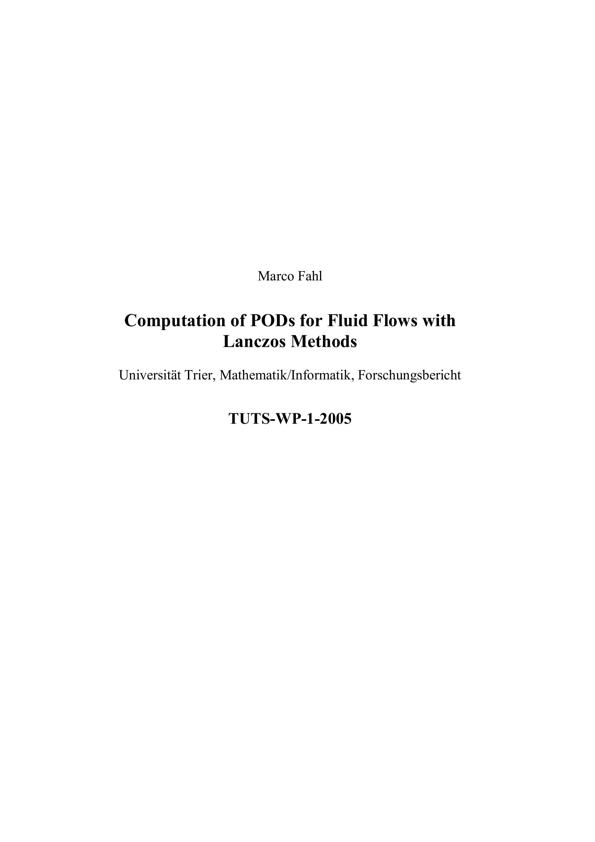 Marco Fahl
Computation of PODs for Fluid Flows with
Lanczos Methods
Universität Trier, Mathematik/Informatik, Forschungsbericht
TUTS-WP-1-2005